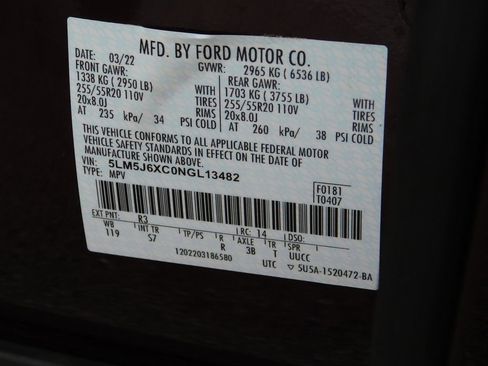 MFD. BY FORD MOTOR CO.
DATE: 03/22 GVWR: 2965 KG ( 6536 LB)
FRONT GAWR: REAR GAWR:
1338 KG ( 2950 LB) WITH 1703 KG ( 3755 LB) WITH
255/55R20 110V TIRES 255/55R20 110V TIRES
20x8.0J RIMS 20x8.0J RIMS
AT 235 kPa/ 34 PSI COLD AT 260 kPa/ 38 PSI COLD
THIS VEHICLE CONFORMS TO ALL APPLICABLE FEDERAL MOTOR
VEHICLE SAFETY STANDARDS IN EFFECT ON THE DATE OF
MANUFACTURE SHOWN ABOVE.
VIN: 5LM5J6XC0NGL13482
TYPE: MPV
F0181
T0407
EXT PNT: R3 RC: 14 DSO:
WB INT TR TP/PS R AXLE TR SPR
119 S7 R 3B T UUCC
1202203186580 UTC ▽ 5U5A-1520472-BA